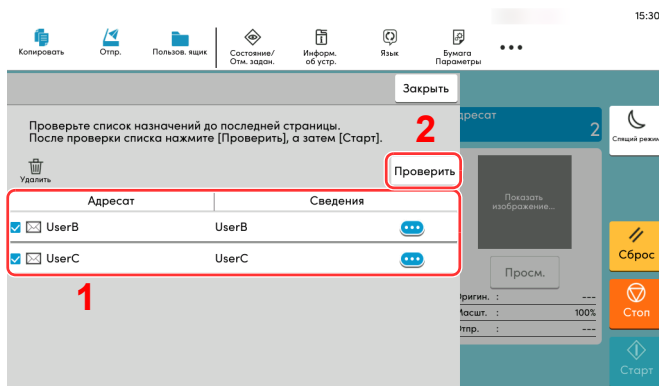 15:30
Копировать
Отпр.
Пользов. ящик
Состояние/
Отм. задан.
Информ.
об устр.
Язык
Бумага
Параметры
Закрыть
Проверьте список назначений до последней страницы.
После проверки списка нажмите [Проверить], а затем [Старт].
2
Удалить
Проверить
Адресат Сведения
UserB UserB
UserC UserC
1
дресат
2
Показать
изображение...
Просм.
Оригин. : ---
Масшт. : 100%
Отпр. : ---
Спящий режим
Сброс
Стоп
Старт